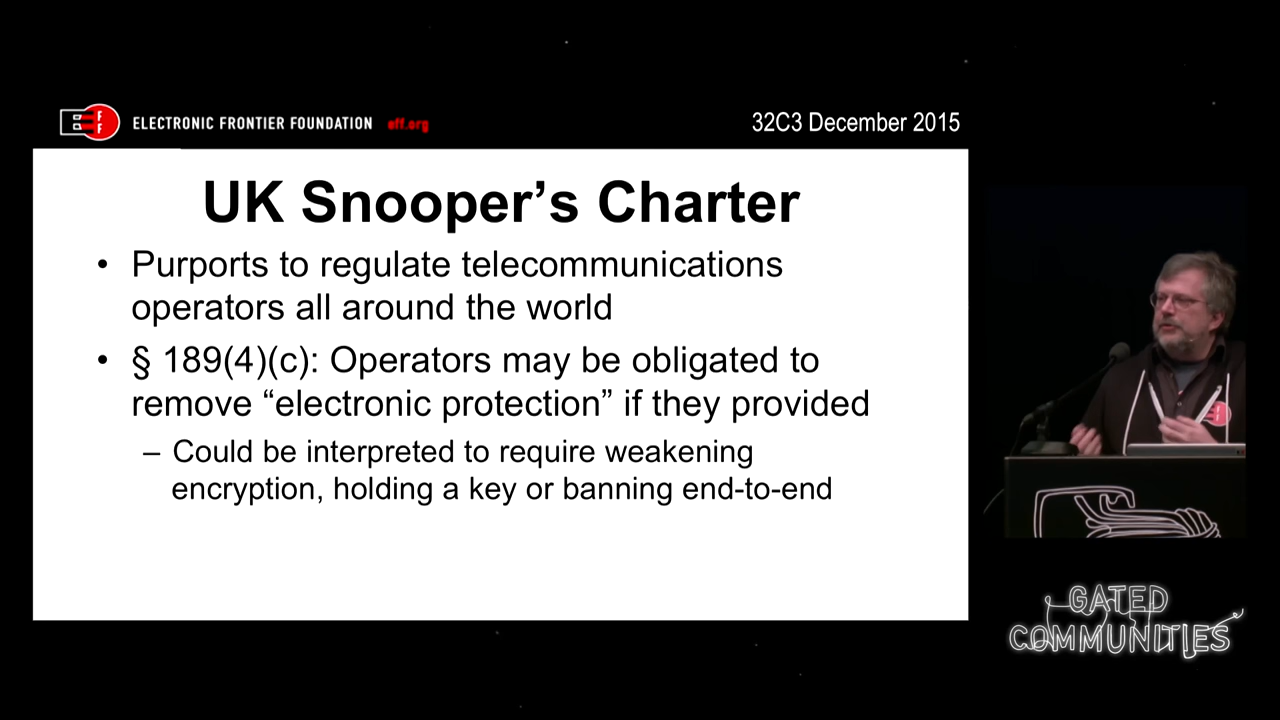 E F F ELECTRONIC FRONTIER FOUNDATION eff.org
32C3 December 2015
UK Snooper’s Charter
• Purports to regulate telecommunications
operators all around the world
• § 189(4)(c): Operators may be obligated to
remove “electronic protection” if they provided
– Could be interpreted to require weakening
encryption, holding a key or banning end-to-end
GATED
COMMUNITIES